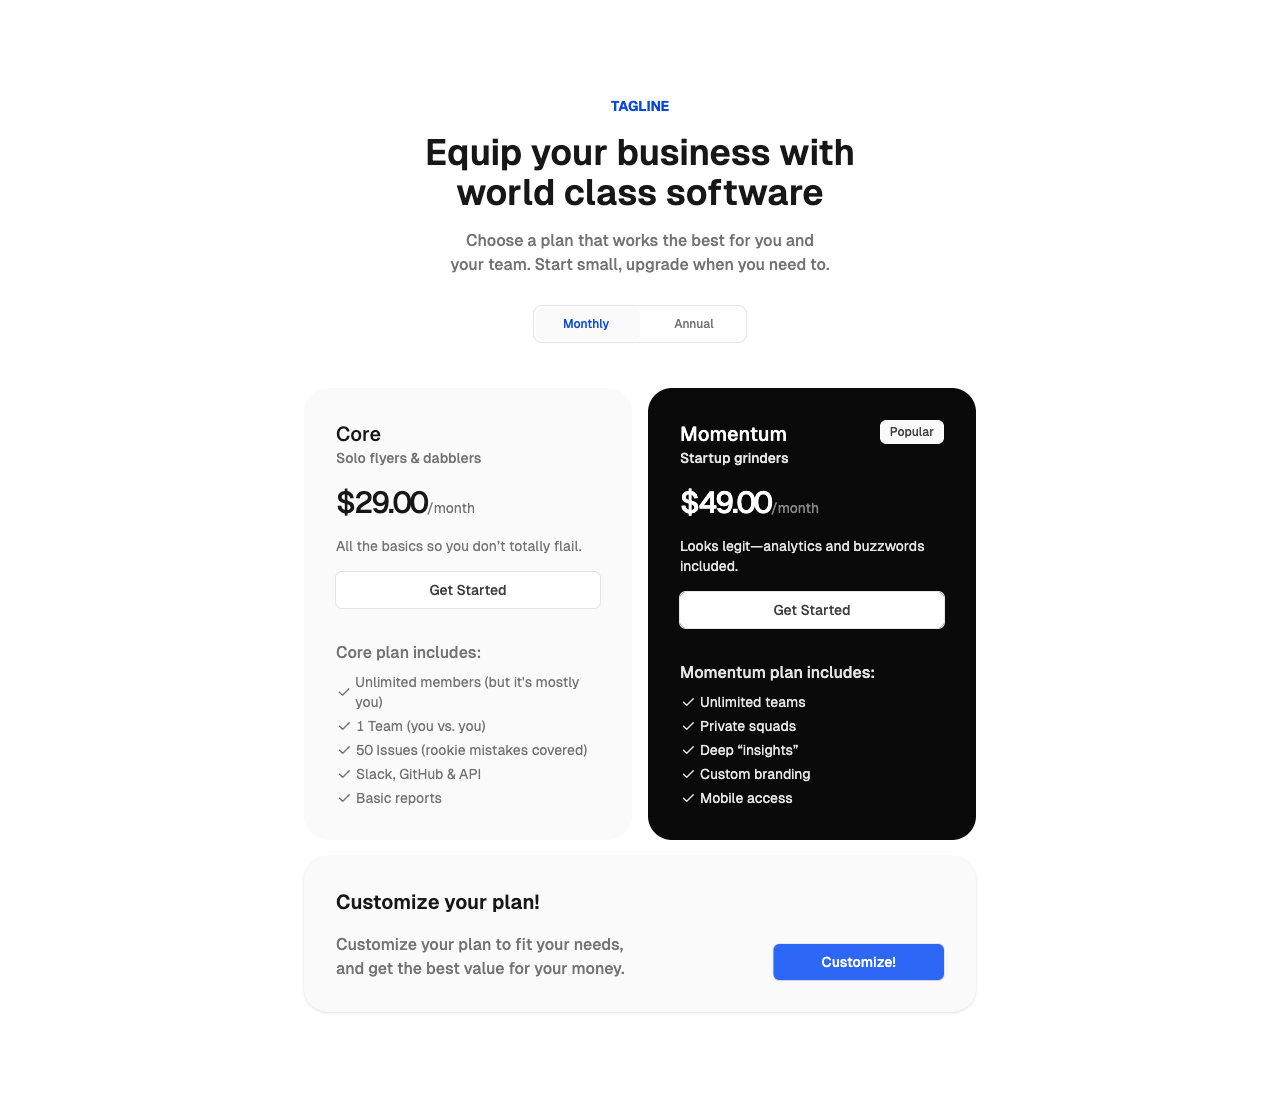 TAGLINE
Equip your business with
world class software
Choose a plan that works the best for you and
your team. Start small, upgrade when you need to.
Monthly
Annual
Core
Solo flyers & dabblers
$29.00/month
All the basics so you don’t totally flail.
Get Started
Core plan includes:
Unlimited members (but it's mostly
you)
1 Team (you vs. you)
50 Issues (rookie mistakes covered)
Slack, GitHub & API
Basic reports
Momentum
Popular
Startup grinders
$49.00/month
Looks legit—analytics and buzzwords
included.
Get Started
Momentum plan includes:
Unlimited teams
Private squads
Deep “insights”
Custom branding
Mobile access
Customize your plan!
Customize your plan to fit your needs,
and get the best value for your money.
Customize!